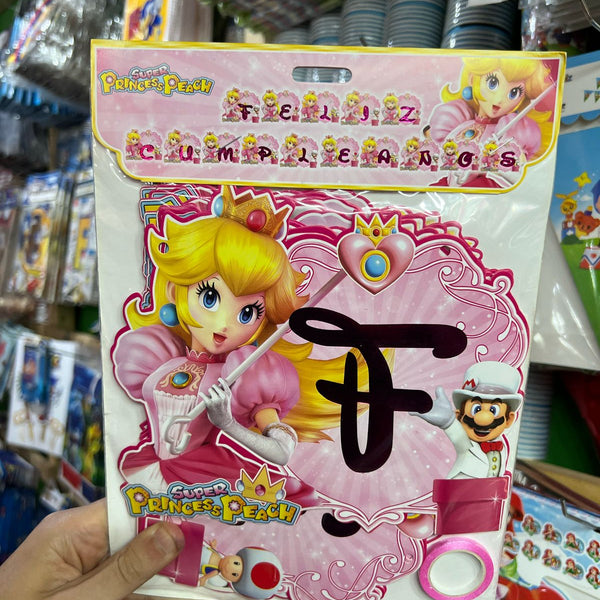 SUPER
PRINCESS PEACH
FELIZ
CUMPLEAÑOS
F
SUPER
PRINCESS PEACH